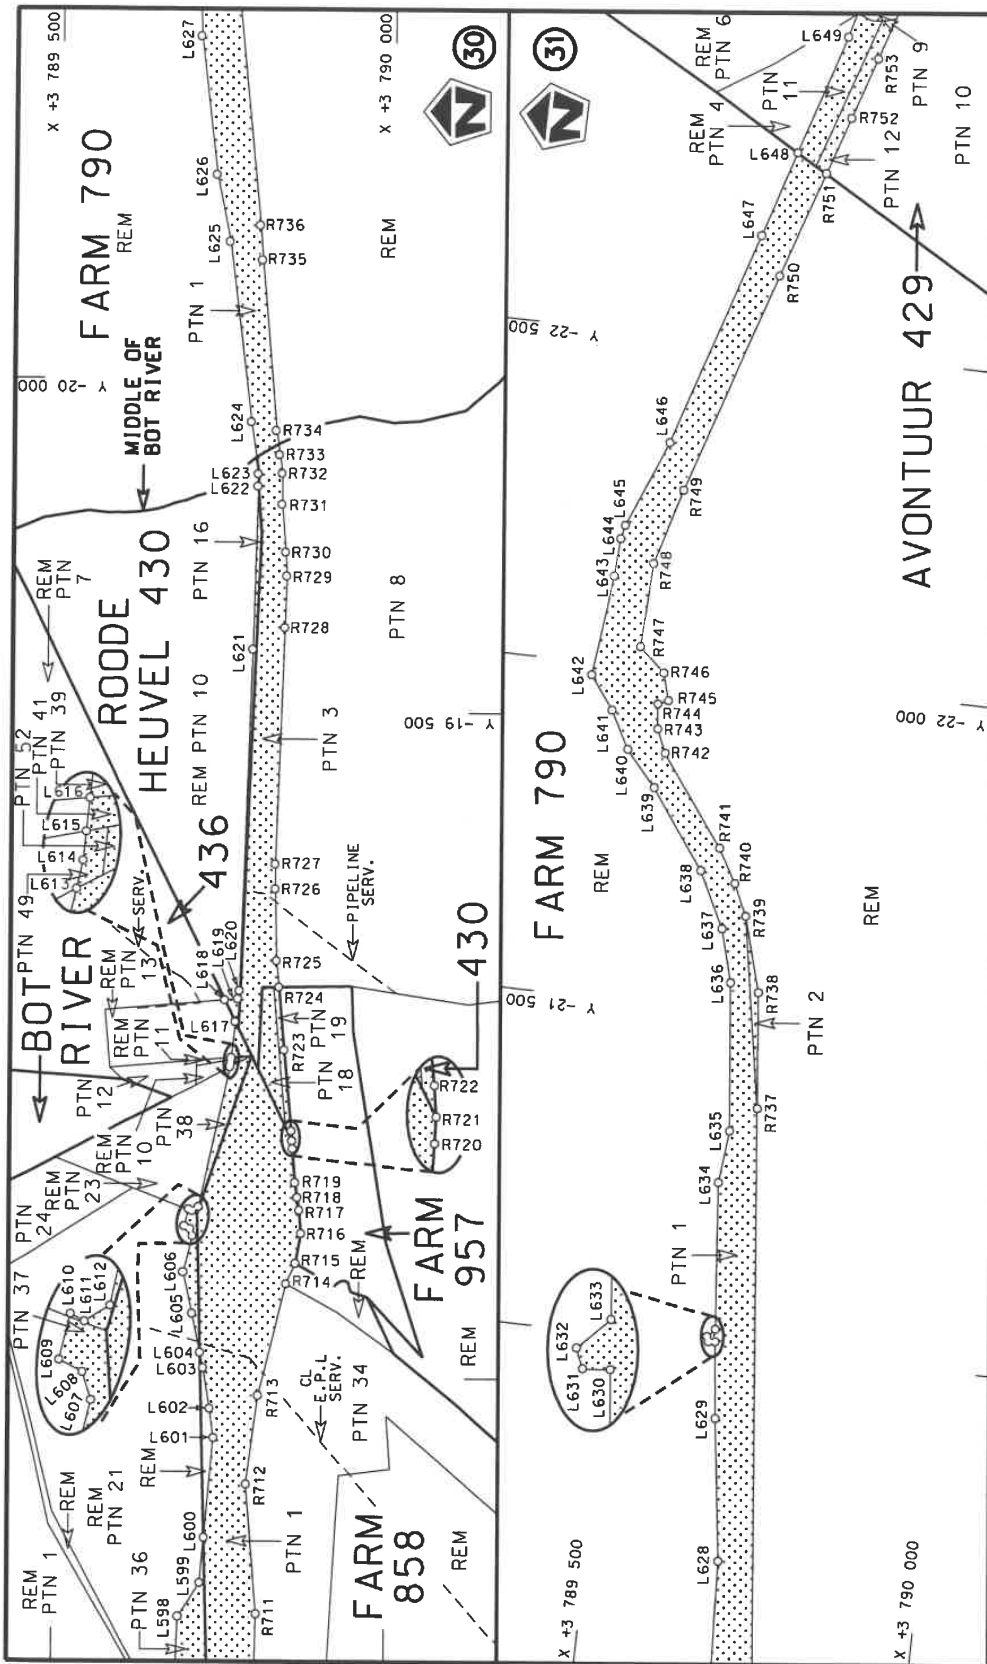 X +3 789 500
X +3 790 000
30
N
FARM 790
REM
PTN 1
REM
Y -20 000
MIDDLE OF
BOT RIVER
L627
L626
L625
L624
L623
L622
L621
R736
R735
R734
R733
R732
R731
R730
R729
R728
PTN 16
PTN 8
REM
PTN
7
ROODE
HEUVEL 430
REM PTN 10
PTN 3
Y -19 500
PTN 39
PTN 41
PTN 52
PTN 49
L616
L615
L614
L613
436
SERV.
REM
PTN
13
REM
PTN
11
PTN
12
REM
PTN
10
PTN
38
BOT
RIVER
L620
L619
L618
L617
R727
R726
R725
R724
R723
PTN
19
PTN
18
PIPELINE
SERV.
430
R722
R721
R720
R719
R718
R717
R716
R715
R714
FARM
957
REM
REM
REM
PTN
23
PTN
24
PTN 37
L612
L611
L610
L609
L608
L607
L606
L605
L604
L603
L602
L601
L600
L599
L598
R713
R712
R711
CL
E.P.L
SERV.
PTN 34
REM
REM
REM
PTN 21
REM
PTN 1
PTN 36
PTN 1
FARM
858
REM
31
N
REM
PTN 6
PTN
11
REM
PTN 4
PTN 9
PTN 10
PTN 12
L649
L648
L647
L646
L645
L644
L643
L642
L641
L640
L639
L638
L637
L636
L635
L634
L633
L632
L631
L630
L629
L628
R753
R752
R751
R750
R749
R748
R747
R746
R745
R744
R743
R742
R741
R740
R739
R738
R737
AVONTUUR 429
Y -22 500
Y -22 000
Y -21 500
FARM 790
REM
REM
PTN 2
PTN 1
X +3 789 500
X +3 790 000